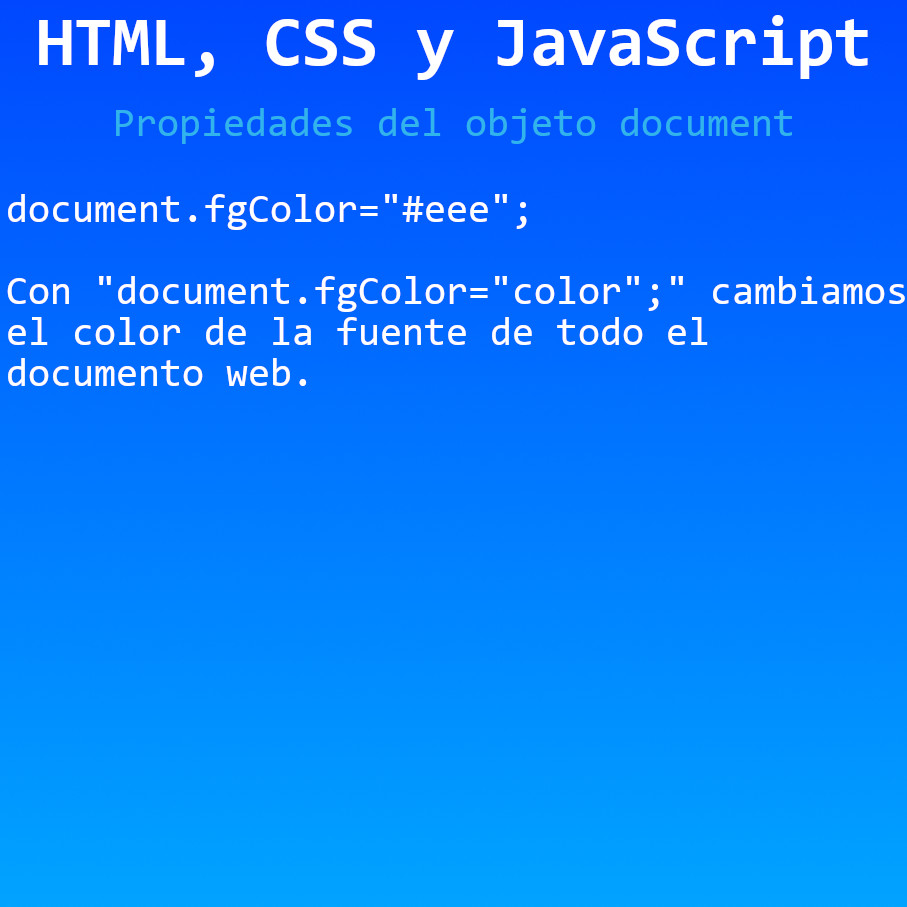 HTML, CSS y JavaScript
Propiedades del objeto document
document.fgColor="#eee";
Con "document.fgColor="color";" cambiamos
el color de la fuente de todo el
documento web.